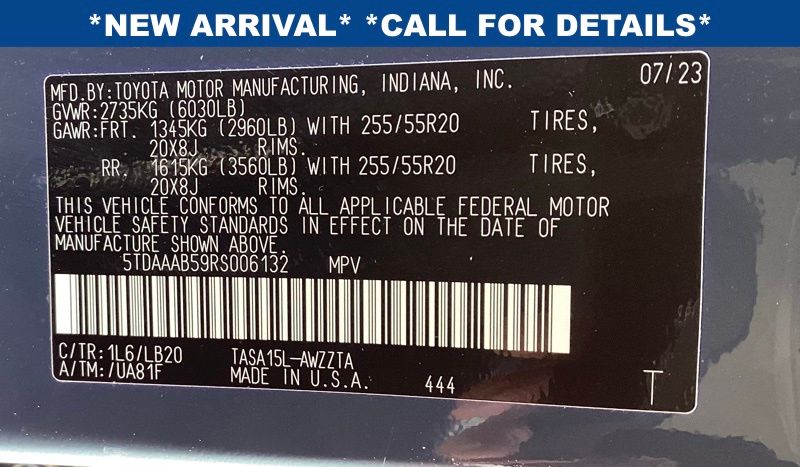 *NEW ARRIVAL* *CALL FOR DETAILS*
MFD.BY:TOYOTA MOTOR MANUFACTURING, INDIANA, INC. 07/23
GVWR:2735KG (6030LB)
GAWR:FRT. 1345KG (2960LB) WITH 255/55R20 TIRES,
20X8J RIMS.
RR. 1615KG (3560LB) WITH 255/55R20 TIRES,
20X8J RIMS.
THIS VEHICLE CONFORMS TO ALL APPLICABLE FEDERAL MOTOR
VEHICLE SAFETY STANDARDS IN EFFECT ON THE DATE OF
MANUFACTURE SHOWN ABOVE.
5TDAAAB59RS006132 MPV
C/TR:1L6/LB20 TASA15L-AWZZTA
A/TM:/UA81F MADE IN U.S.A. 444 T